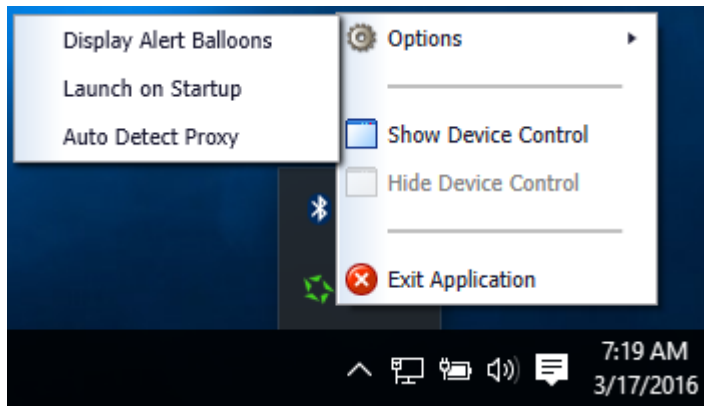 Display Alert Balloons
Launch on Startup
Auto Detect Proxy
Options
Show Device Control
Hide Device Control
Exit Application
7:19 AM
3/17/2016